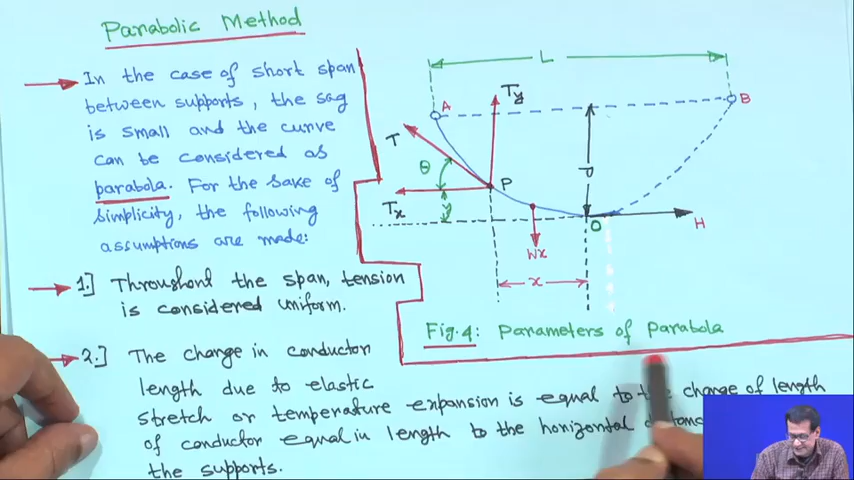 Parabolic Method
In the case of short span
between supports, the sag
is small and the curve
can be considered as
parabola. For the sake of
simplicity, the following
assumptions are made:
1.] Throughout the span, tension
is considered uniform.
2.] The change in conductor
length due to elastic
stretch or temperature expansion is equal to the change of length
of conductor equal in length to the horizontal
the supports.
L
A
B
Ty
T
θ
P
d
Tx
y
O
H
Wx
x
Fig.4: Parameters of Parabola